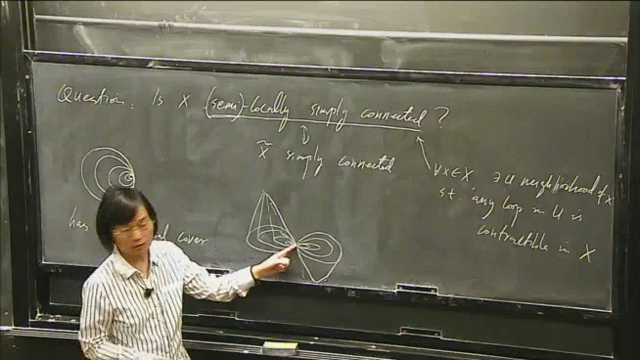 Question: Is X (semi)-locally simply connected?
X̃ simply connected
∀x∈X ∃ U neighborhood of x
st any loop in U is
contractible in X
has
cover